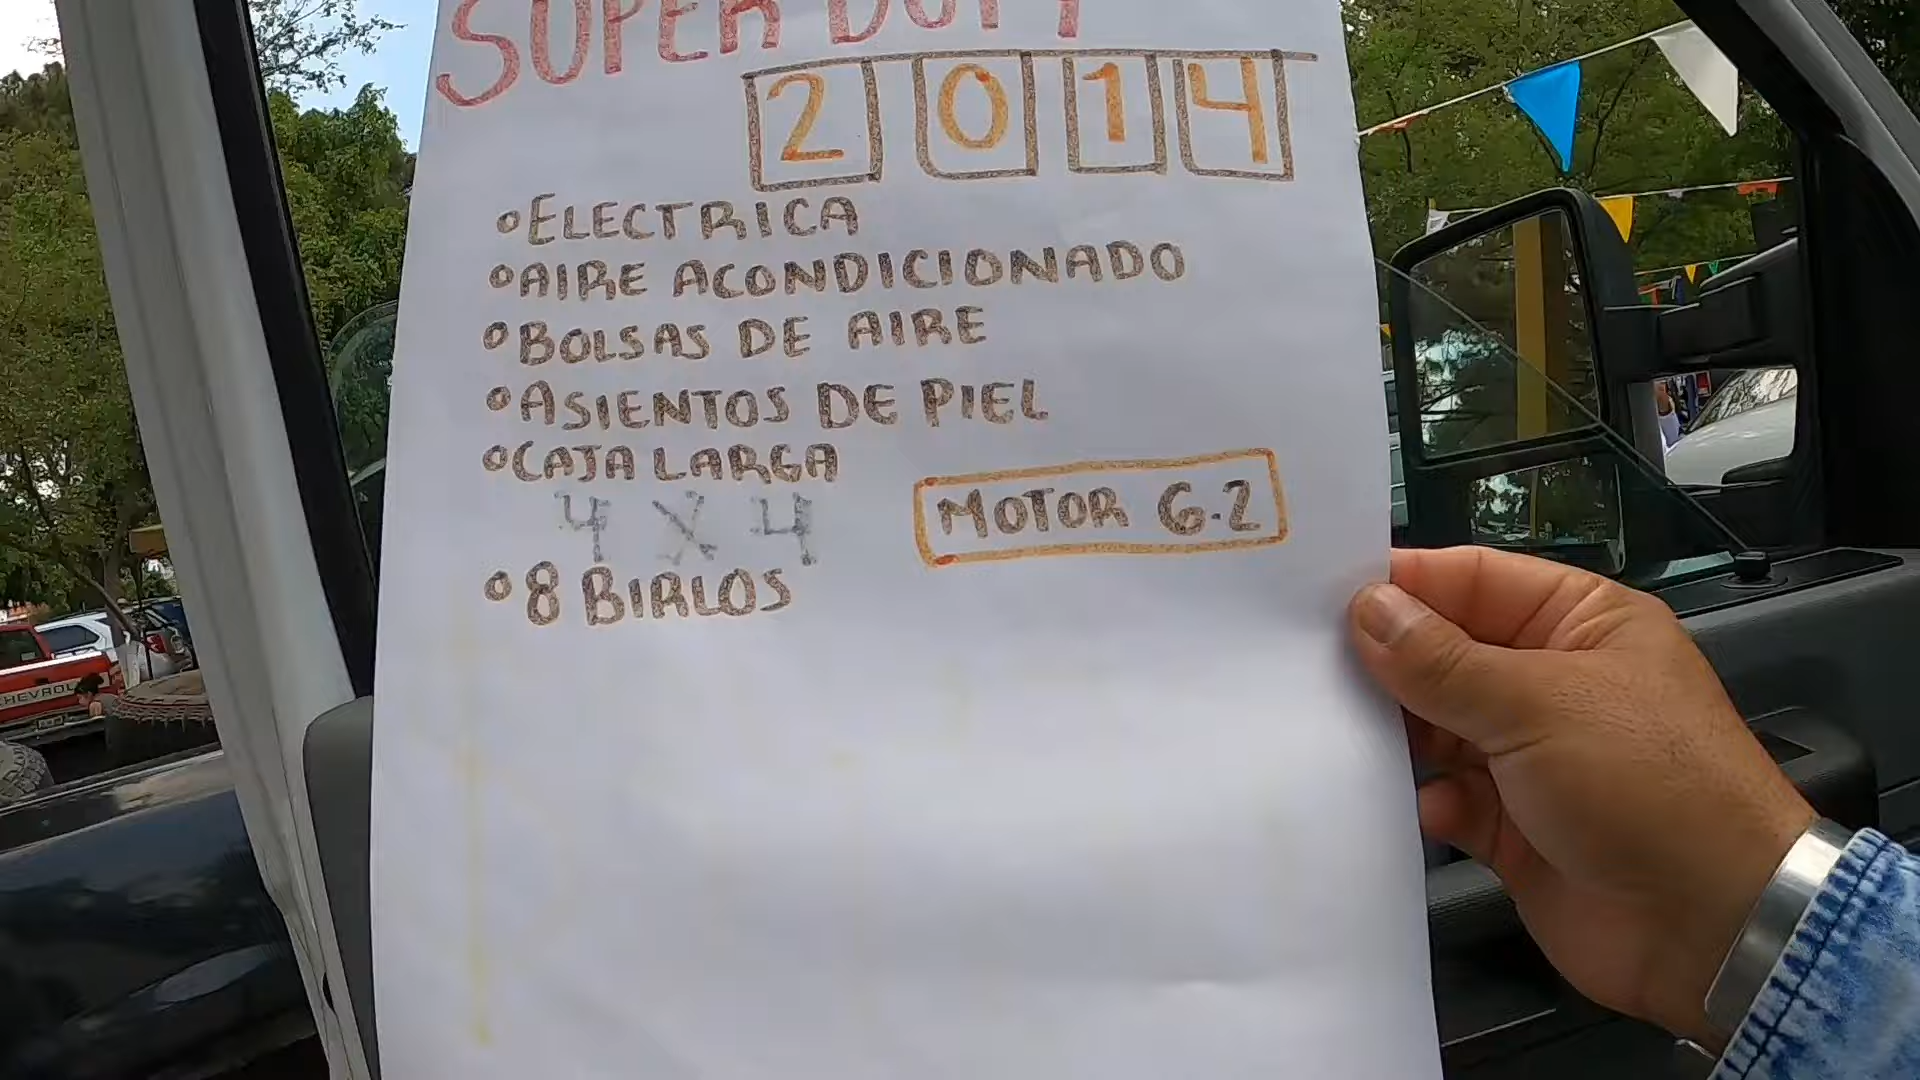 SUPER DUTY
2014
•ELECTRICA
•AIRE ACONDICIONADO
•BOLSAS DE AIRE
•ASIENTOS DE PIEL
•CAJA LARGA
4X4
MOTOR 6.2
•8 BIRLOS
CHEVROL